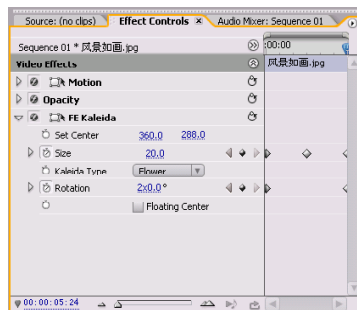 Source: (no clips) Effect Controls × Audio Mixer: Sequence 01
Sequence 01 * 风景如画.jpg :00:00
Video Effects 风景如画.jpg
Motion
Opacity
FE Kaleida
Set Center 360.0 288.0
Size 20.0
Kaleida Type Flower
Rotation 2x0.0°
Floating Center
00:00:05:24